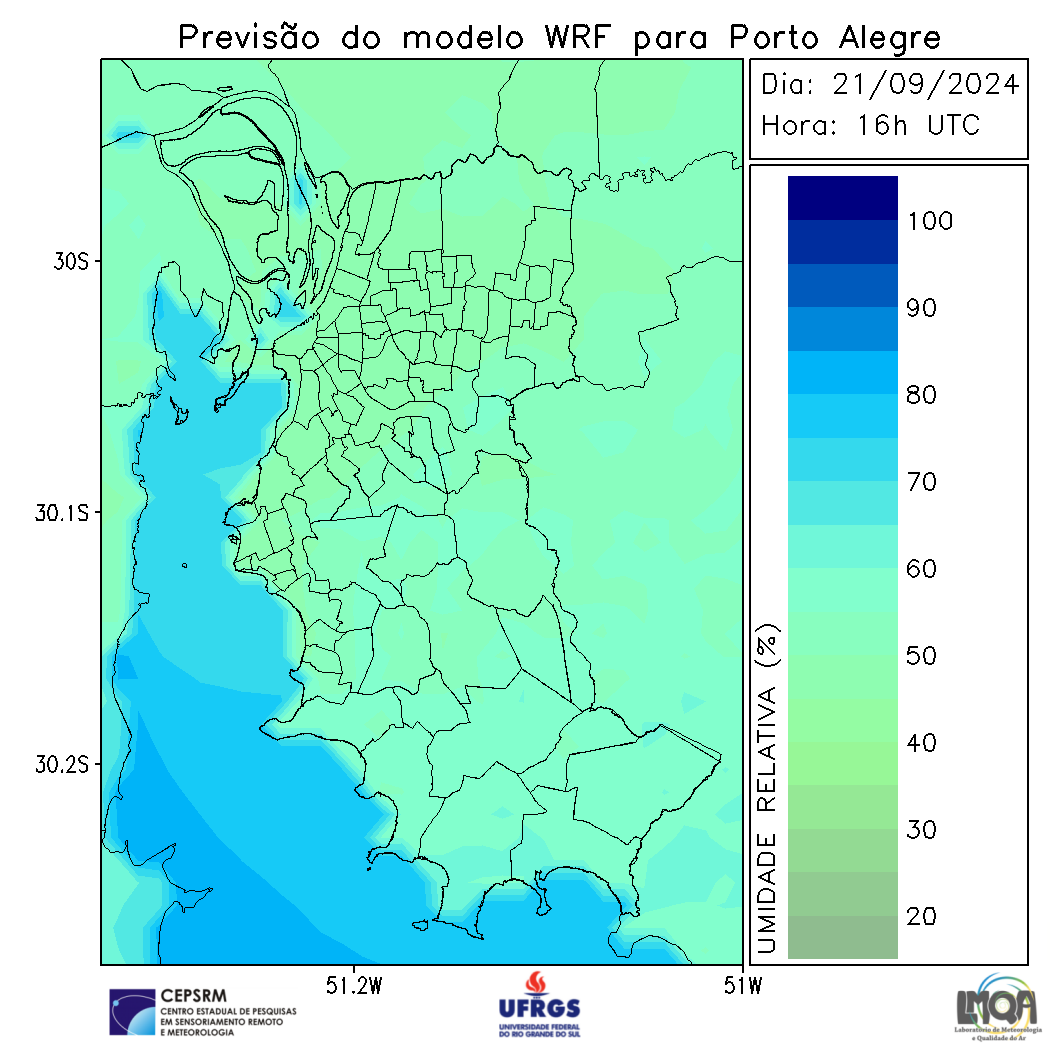 Previsão do modelo WRF para Porto Alegre
Dia: 21/09/2024
Hora: 16h UTC
30S
30.1S
30.2S
51.2W
51W
UMIDADE RELATIVA (%)
100
90
80
70
60
50
40
30
20
CEPSRM
CENTRO ESTADUAL DE PESQUISAS
EM SENSORIAMENTO REMOTO
E METEOROLOGIA
UFRGS
UNIVERSIDADE FEDERAL
DO RIO GRANDE DO SUL
LMQA
Laboratório de Meteorologia
e Qualidade do Ar